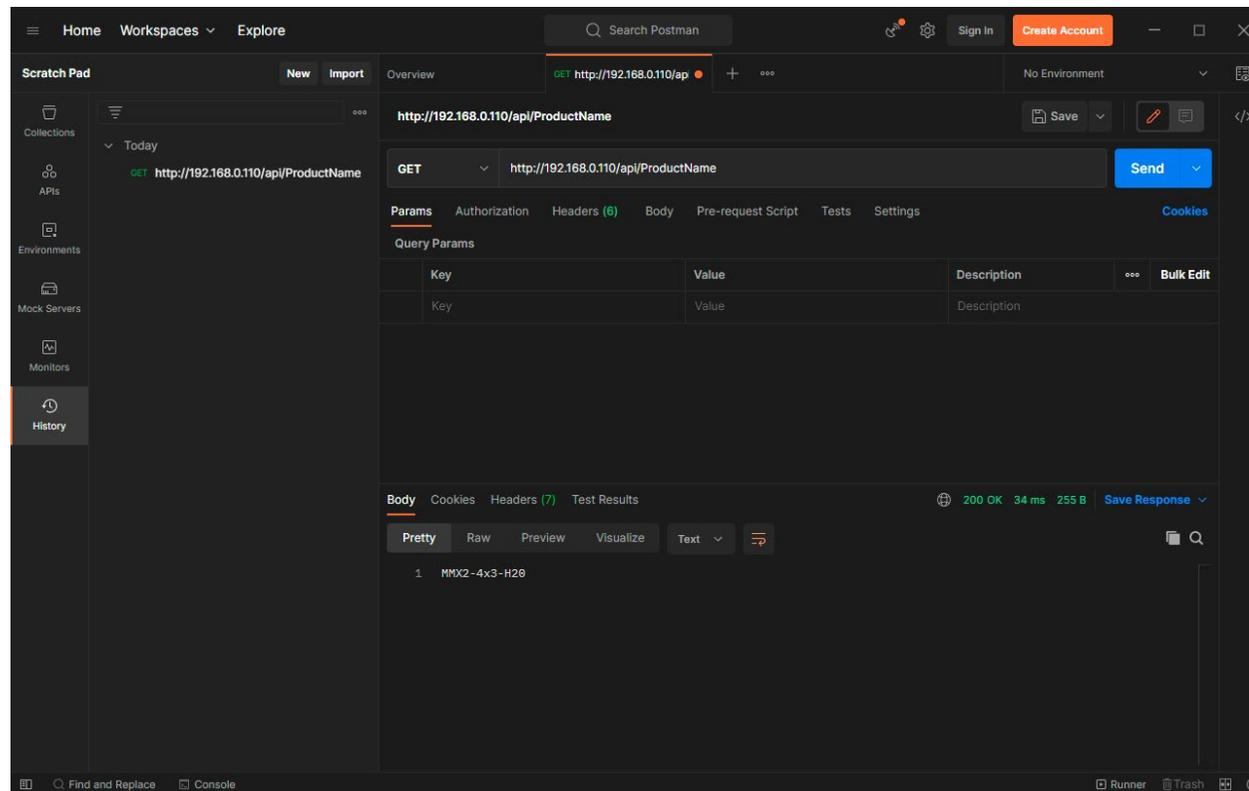 Home Workspaces Explore Search Postman Sign In Create Account
Scratch Pad New Import Overview GET http://192.168.0.110/ap No Environment
Collections
APIs
Environments
Mock Servers
Monitors
History
Today
GET http://192.168.0.110/api/ProductName
http://192.168.0.110/api/ProductName Save
GET http://192.168.0.110/api/ProductName Send
Params Authorization Headers (6) Body Pre-request Script Tests Settings Cookies
Query Params
Key Value Description Bulk Edit
Key Value Description
Body Cookies Headers (7) Test Results 200 OK 34 ms 255 B Save Response
Pretty Raw Preview Visualize Text
1 MMX2-4x3-H20
Find and Replace Console Runner Trash